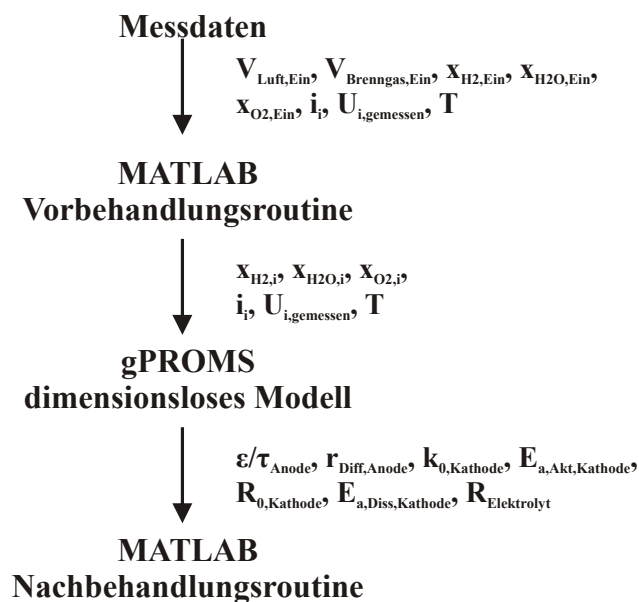 Messdaten
V_Luft,Ein, V_Brenngas,Ein, x_H2,Ein, x_H2O,Ein,
x_O2,Ein, i_i, U_i,gemessen, T
MATLAB
Vorbehandlungsroutine
x_H2,i, x_H2O,i, x_O2,i,
i_i, U_i,gemessen, T
gPROMS
dimensionsloses Modell
ε/τ_Anode, r_Diff,Anode, k_0,Kathode, E_a,Akt,Kathode,
R_0,Kathode, E_a,Diss,Kathode, R_Elektrolyt
MATLAB
Nachbehandlungsroutine